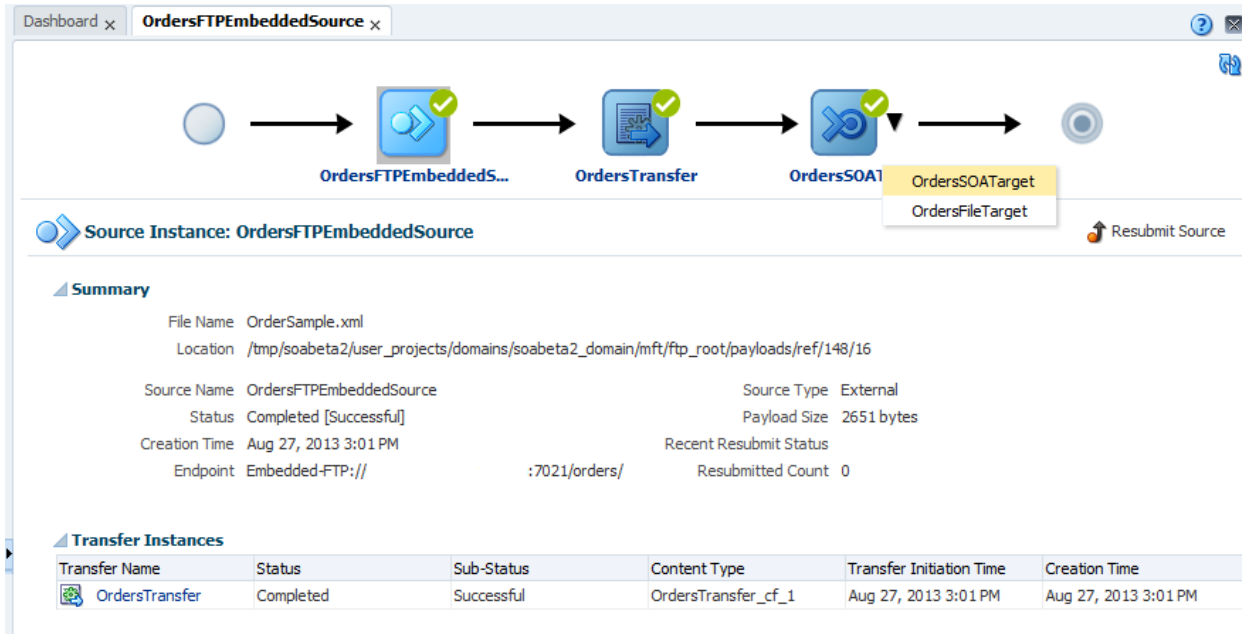 Dashboard
OrdersFTPEmbeddedSource
OrdersFTPEmbeddedS... OrdersTransfer OrdersSOAT
OrdersSOATarget
OrdersFileTarget
Source Instance: OrdersFTPEmbeddedSource Resubmit Source
Summary
File Name OrderSample.xml
Location /tmp/soabeta2/user_projects/domains/soabeta2_domain/mft/ftp_root/payloads/ref/148/16
Source Name OrdersFTPEmbeddedSource Source Type External
Status Completed [Successful] Payload Size 2651 bytes
Creation Time Aug 27, 2013 3:01 PM Recent Resubmit Status
Endpoint Embedded-FTP:// :7021/orders/ Resubmitted Count 0
Transfer Instances
Transfer Name Status Sub-Status Content Type Transfer Initiation Time Creation Time
OrdersTransfer Completed Successful OrdersTransfer_cf_1 Aug 27, 2013 3:01 PM Aug 27, 2013 3:01 PM